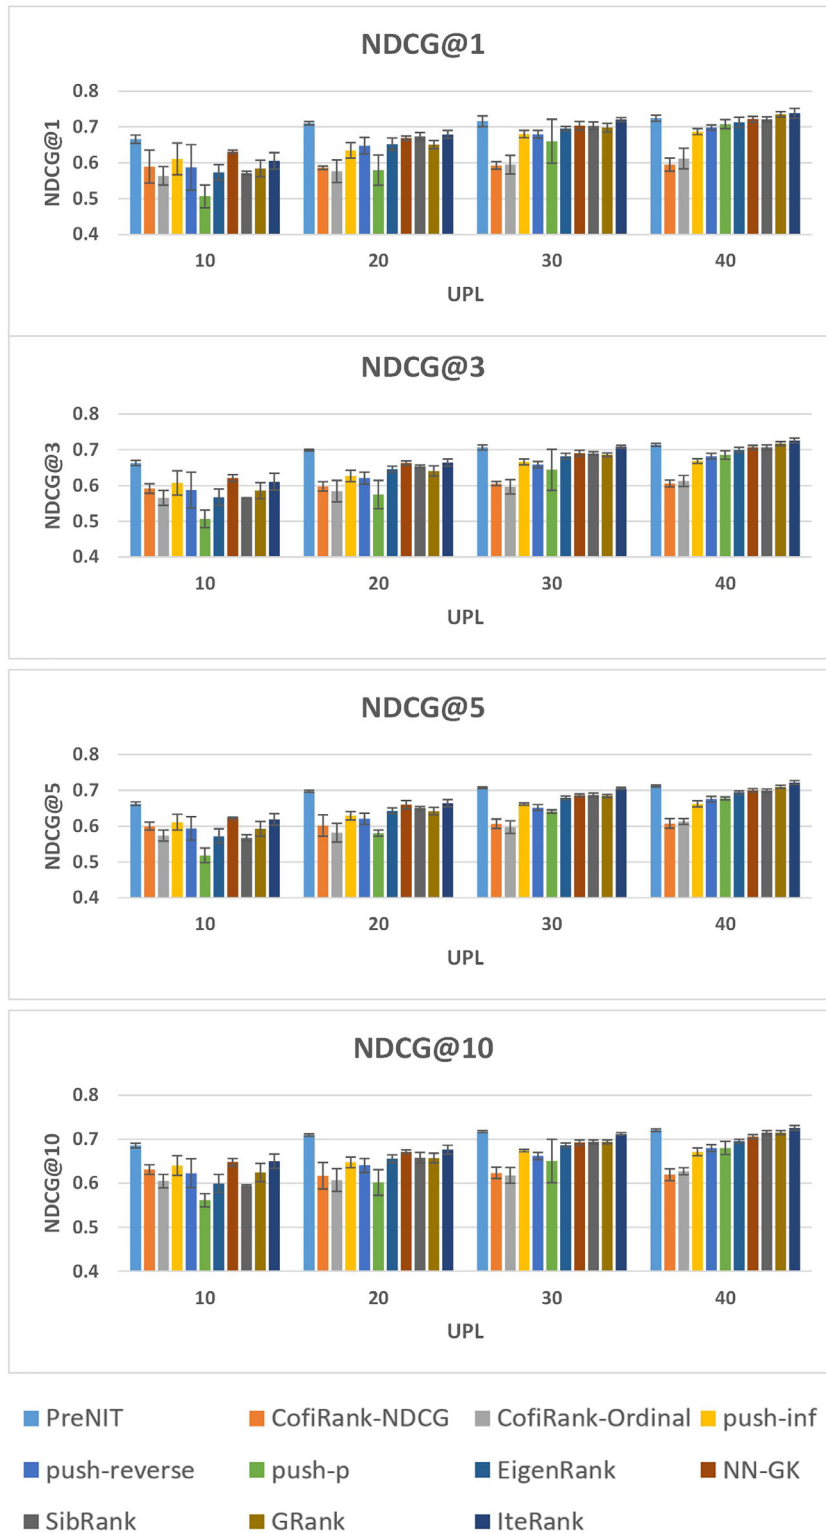 NDCG@1
0.8
0.7
0.6
0.5
0.4
NDCG@1
10 20 30 40
UPL
NDCG@3
0.8
0.7
0.6
0.5
0.4
NDCG@3
10 20 30 40
UPL
NDCG@5
0.8
0.7
0.6
0.5
0.4
NDCG@5
10 20 30 40
UPL
NDCG@10
0.8
0.7
0.6
0.5
0.4
NDCG@10
10 20 30 40
UPL
PreNIT CofiRank-NDCG CofiRank-Ordinal push-inf
push-reverse push-p EigenRank NN-GK
SibRank GRank IteRank